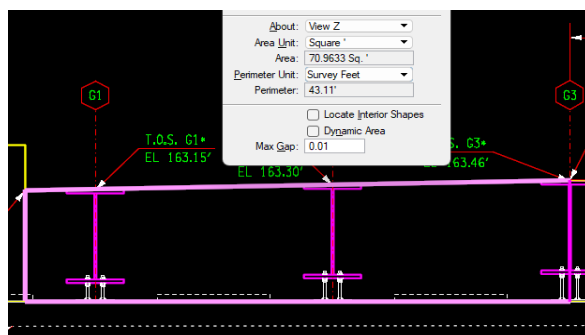 About: View Z
Area Unit: Square '
Area: 70.9633 Sq. '
Perimeter Unit: Survey Feet
Perimeter: 43.11'
Locate Interior Shapes
Dynamic Area
Max Gap: 0.01
G1
G3
T.O.S. G1*
EL 163.15'
EL 163.30'
S. G3*
EL 163.46'